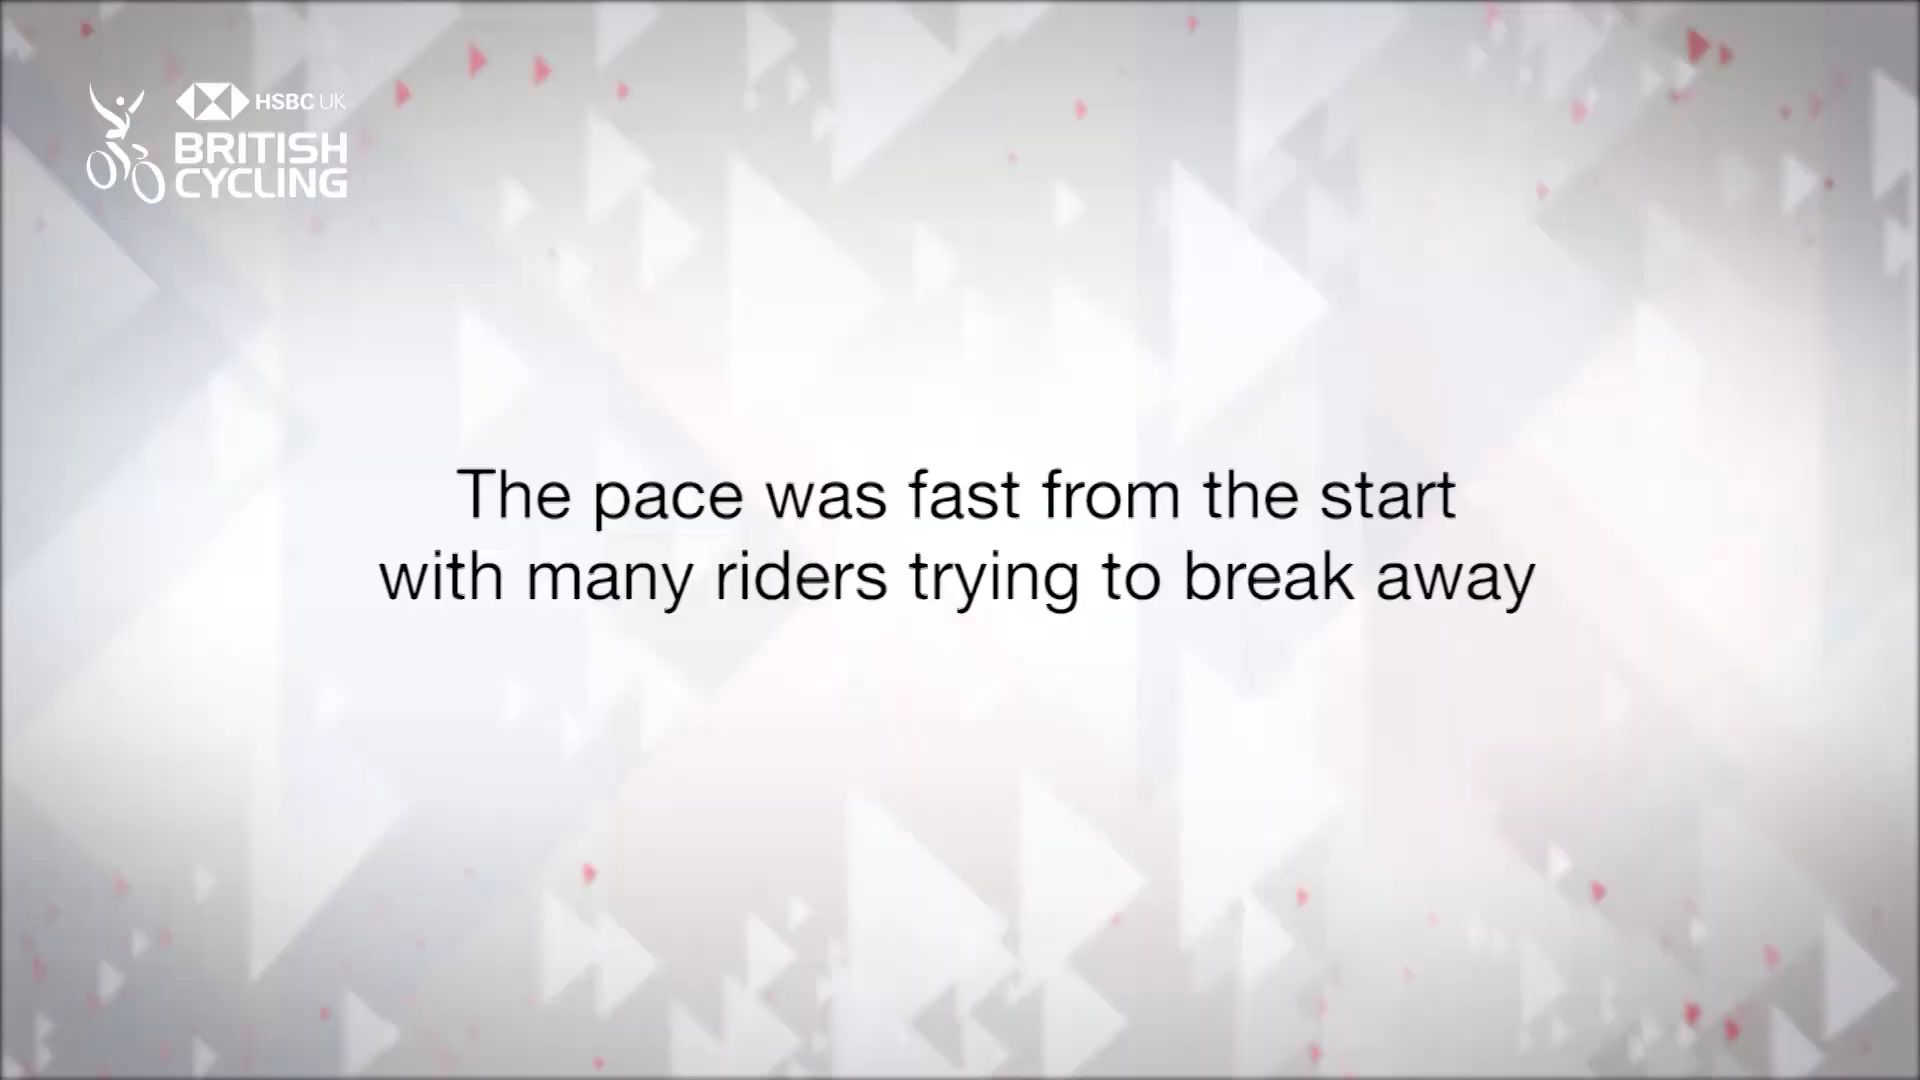 HSBC UK
BRITISH
CYCLING
The pace was fast from the start
with many riders trying to break away